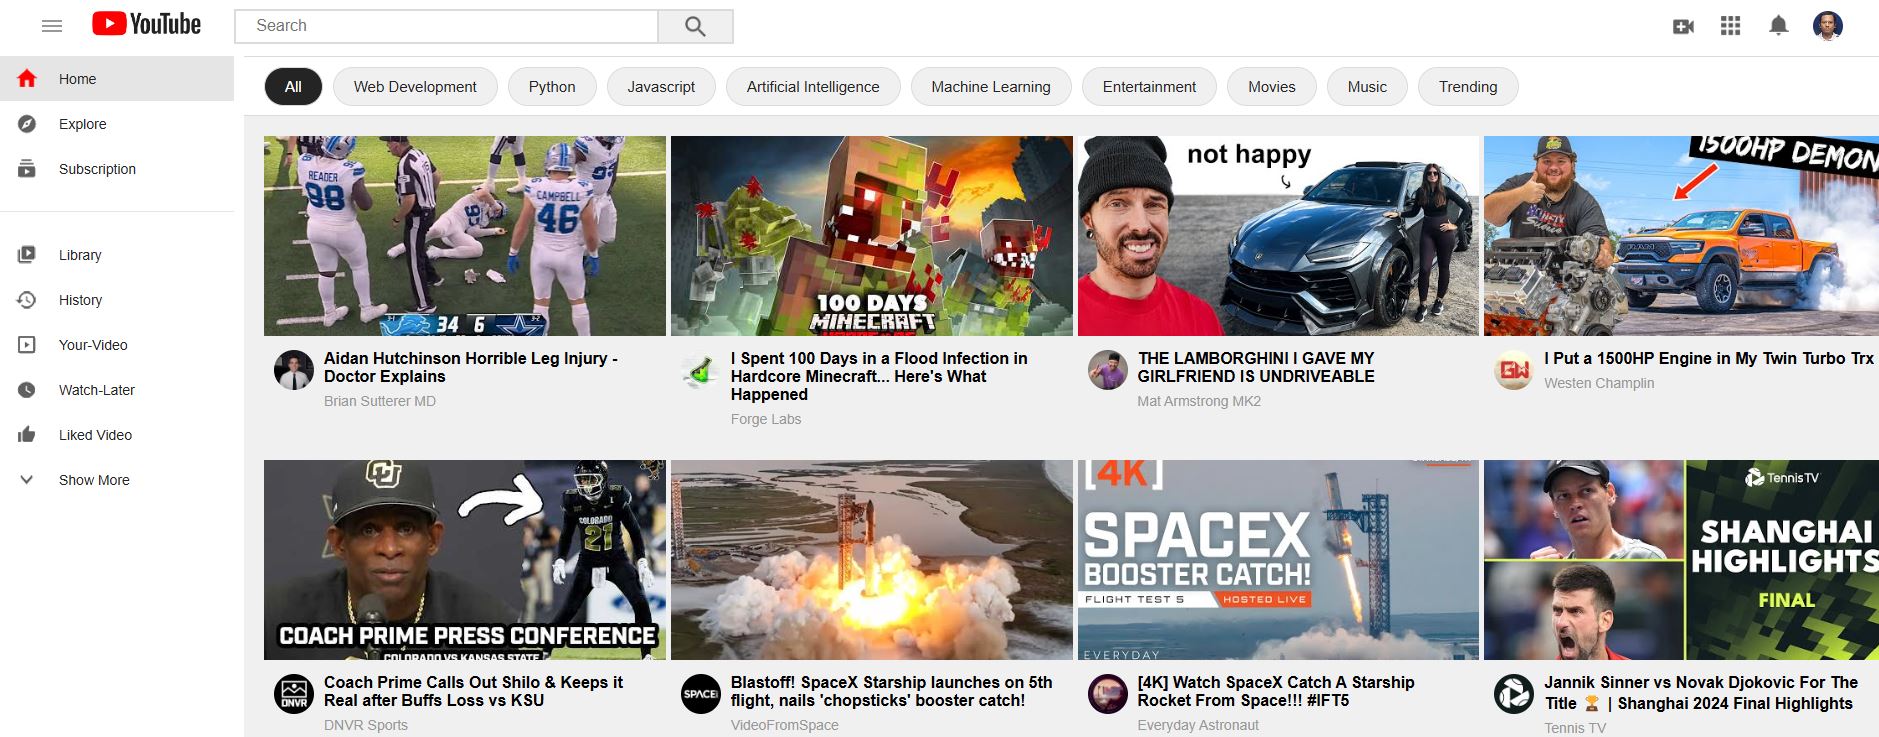 YouTube
Search
Home
Explore
Subscription
Library
History
Your-Video
Watch-Later
Liked Video
Show More
All
Web Development
Python
Javascript
Artificial Intelligence
Machine Learning
Entertainment
Movies
Music
Trending
READER
98
CAMPBELL
46
34 6
Aidan Hutchinson Horrible Leg Injury -
Doctor Explains
Brian Sutterer MD
100 DAYS
MINECRAFT
I Spent 100 Days in a Flood Infection in
Hardcore Minecraft... Here's What
Happened
Forge Labs
not happy
THE LAMBORGHINI I GAVE MY
GIRLFRIEND IS UNDRIVEABLE
Mat Armstrong MK2
1500HP DEMON
RAM
GW
I Put a 1500HP Engine in My Twin Turbo Trx
Westen Champlin
CU
COLORADO
21
COACH PRIME PRESS CONFERENCE
COLORADO VS KANSAS STATE
DNVR
Coach Prime Calls Out Shilo & Keeps it
Real after Buffs Loss vs KSU
DNVR Sports
SPACE
Blastoff! SpaceX Starship launches on 5th
flight, nails 'chopsticks' booster catch!
VideoFromSpace
[4K]
SPACEX
BOOSTER CATCH!
FLIGHT TEST 5 HOSTED LIVE
EVERYDAY
[4K] Watch SpaceX Catch A Starship
Rocket From Space!!! #IFT5
Everyday Astronaut
TennisTV
SHANGHAI
HIGHLIGHTS
FINAL
Jannik Sinner vs Novak Djokovic For The
Title 🏆 | Shanghai 2024 Final Highlights
Tennis TV